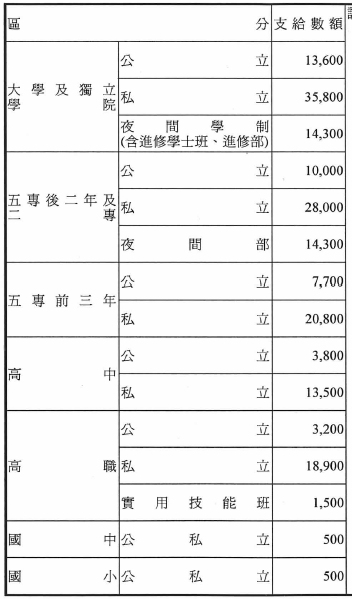 區分 支給數額
大學及獨立學院 公立 13,600
私立 35,800
夜間學制(含進修學士班、進修部) 14,300
五專後二年及二專 公立 10,000
私立 28,000
夜間部 14,300
五專前三年 公立 7,700
私立 20,800
高中 公立 3,800
私立 13,500
高職 公立 3,200
私立 18,900
實用技能班 1,500
國中 公私立 500
國小 公私立 500